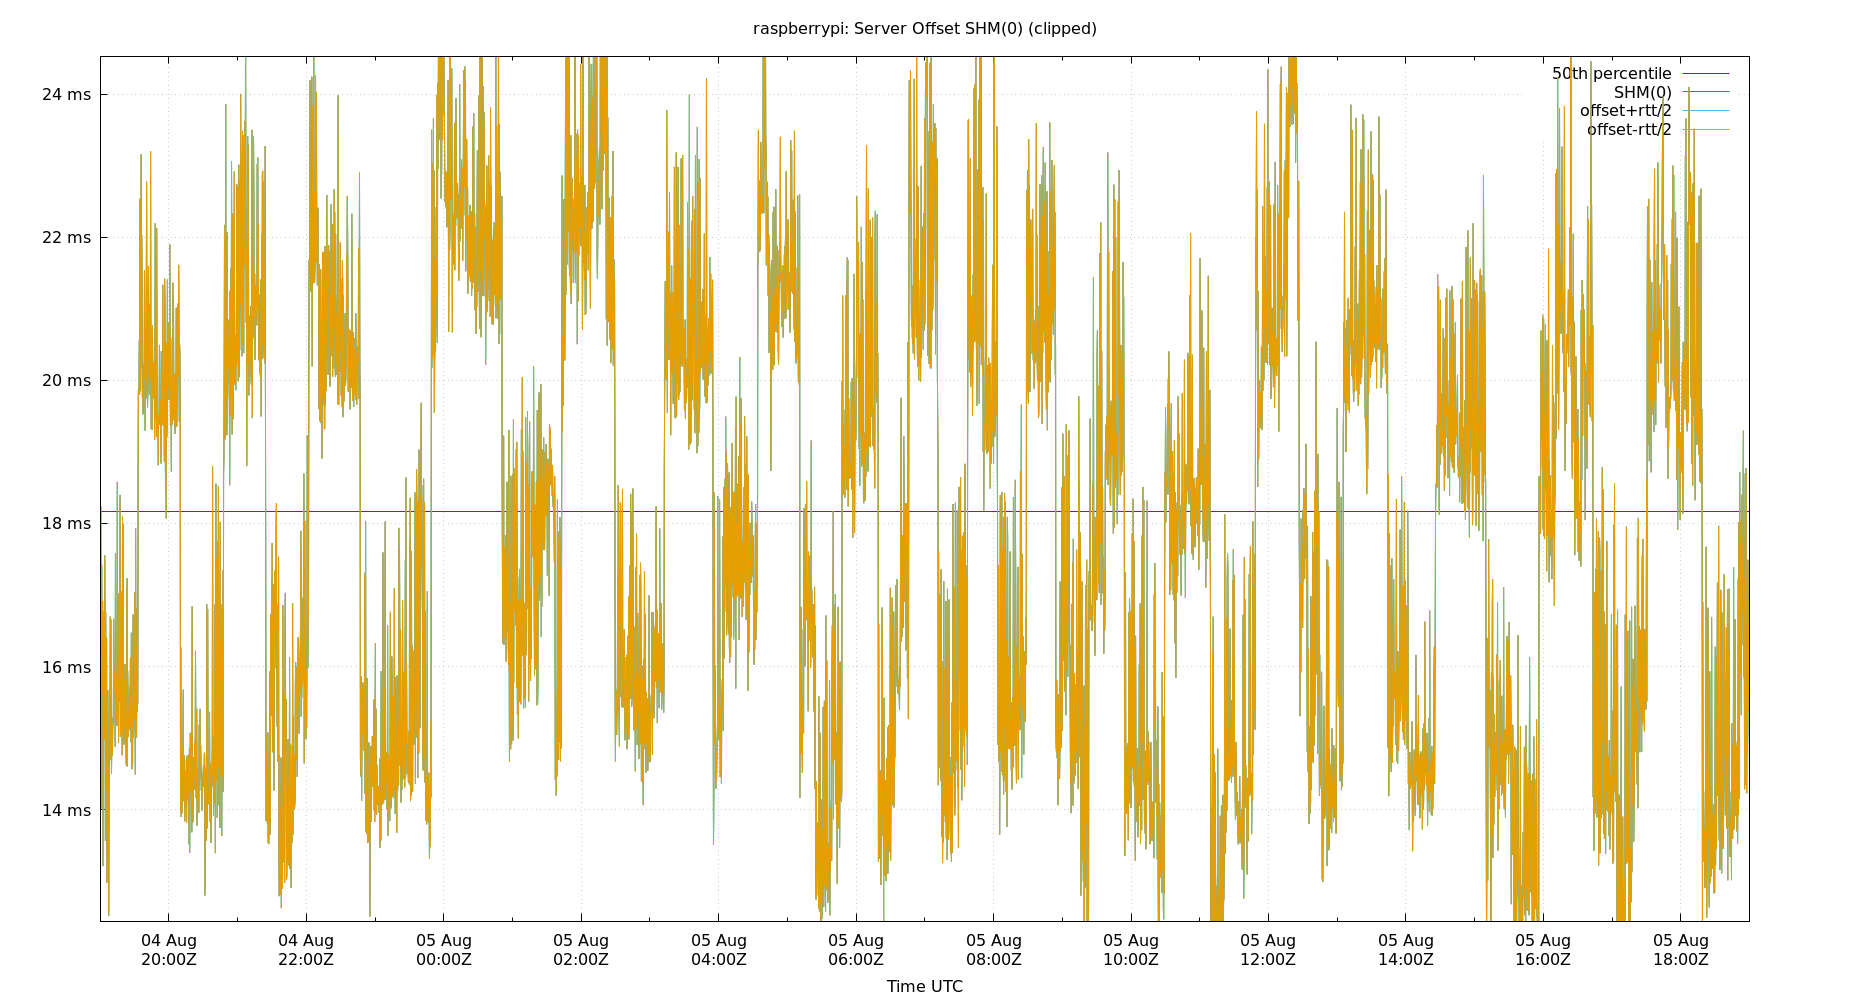 raspberrypi: Server Offset SHM(0) (clipped)
50th percentile
SHM(0)
offset+rtt/2
offset-rtt/2
24 ms
22 ms
20 ms
18 ms
16 ms
14 ms
04 Aug 04 Aug 05 Aug 05 Aug 05 Aug 05 Aug 05 Aug 05 Aug 05 Aug 05 Aug 05 Aug 05 Aug
20:00Z 22:00Z 00:00Z 02:00Z 04:00Z 06:00Z 08:00Z 10:00Z 12:00Z 14:00Z 16:00Z 18:00Z
Time UTC